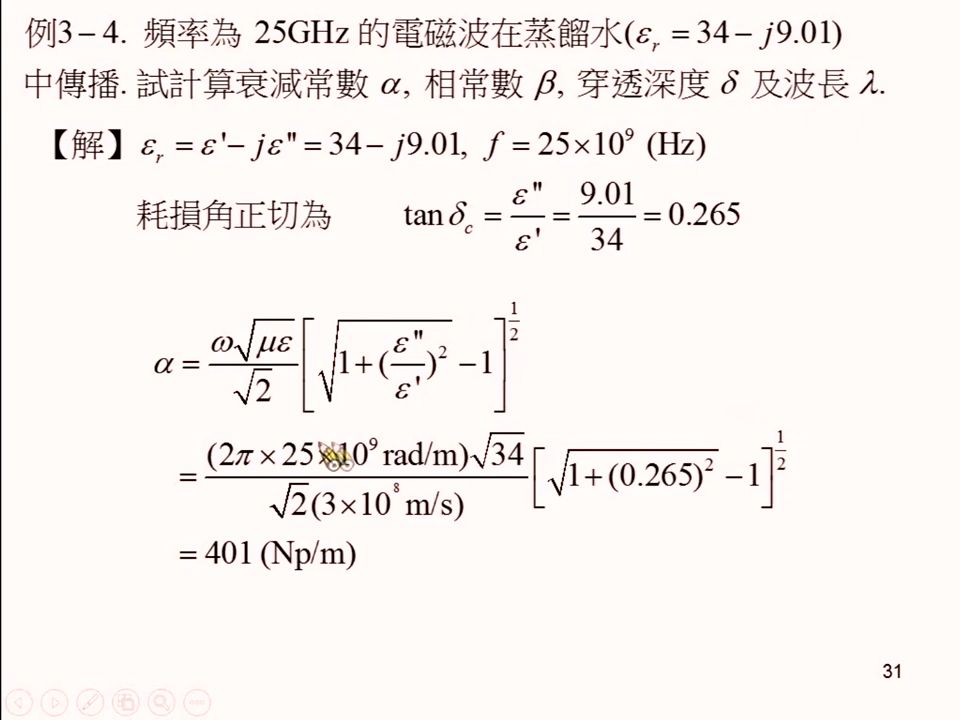 例3－4. 頻率為 25GHz 的電磁波在蒸餾水(ε_r = 34 − j9.01)
中傳播. 試計算衰減常數 α, 相常數 β, 穿透深度 δ 及波長 λ.
【解】ε_r = ε' − jε" = 34 − j9.01, f = 25×10⁹ (Hz)
耗損角正切為 tan δ_c = ε"/ε' = 9.01/34 = 0.265
α = ω√(με)/√2 [√(1+(ε"/ε')²) − 1]^(1/2)
= (2π×25×10⁹ rad/m)√34 / √2(3×10⁸ m/s) [√(1+(0.265)²) − 1]^(1/2)
= 401 (Np/m)
31